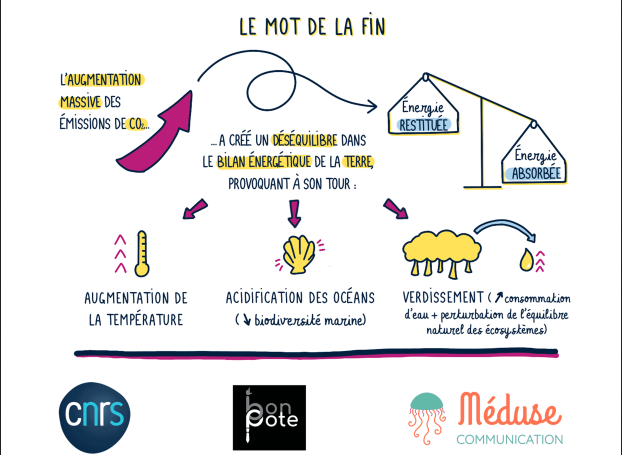 LE MOT DE LA FIN
L'AUGMENTATION
MASSIVE DES
ÉMISSIONS DE CO₂...
...A CRÉÉ UN DÉSÉQUILIBRE DANS
LE BILAN ÉNERGÉTIQUE DE LA TERRE,
PROVOQUANT À SON TOUR :
Énergie
RESTITUÉE
Énergie
ABSORBÉE
AUGMENTATION DE
LA TEMPÉRATURE
ACIDIFICATION DES OCÉANS
(↘ biodiversité marine)
VERDISSEMENT (↗ consommation
d'eau + perturbation de l'équilibre
naturel des écosystèmes)
cnrs
bon
pote
Méduse
COMMUNICATION